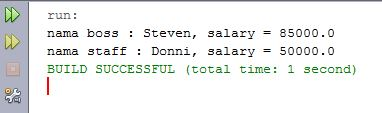 run:
nama boss : Steven, salary = 85000.0
nama staff : Donni, salary = 50000.0
BUILD SUCCESSFUL (total time: 1 second)